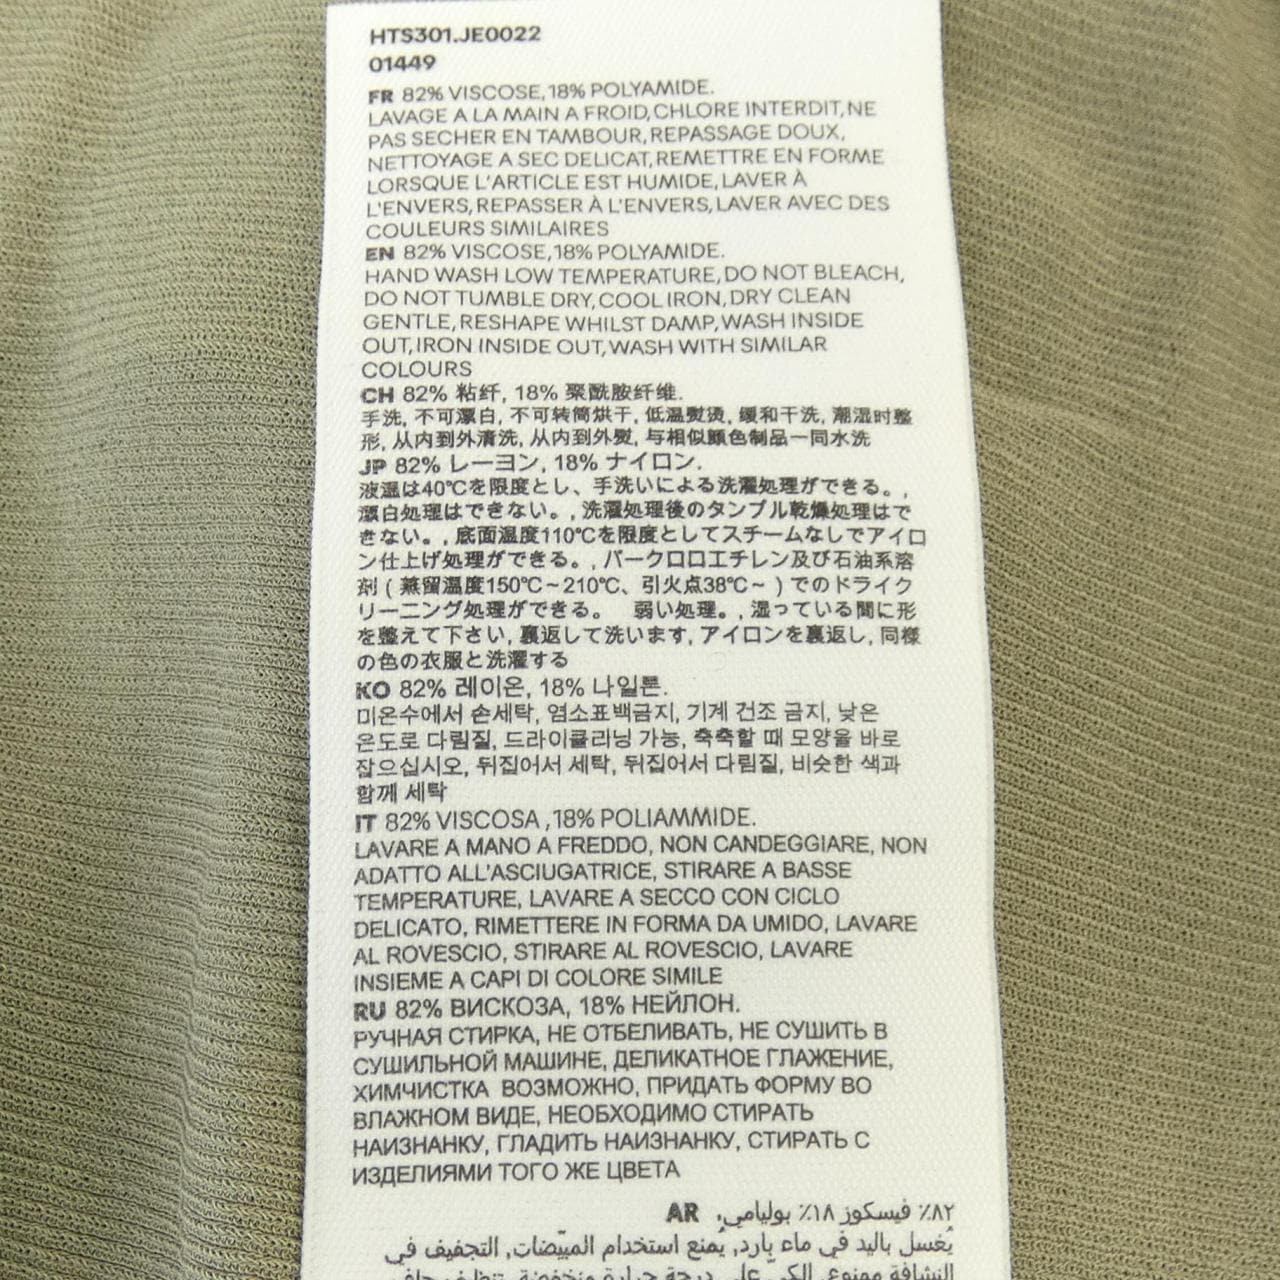 HTS301.JE0022
01449
FR 82% VISCOSE,18% POLYAMIDE.
LAVAGE A LA MAIN A FROID,CHLORE INTERDIT,NE
PAS SECHER EN TAMBOUR,REPASSAGE DOUX,
NETTOYAGE A SEC DELICAT,REMETTRE EN FORME
LORSQUE L'ARTICLE EST HUMIDE,LAVER À
L'ENVERS,REPASSER À L'ENVERS,LAVER AVEC DES
COULEURS SIMILAIRES
EN 82% VISCOSE,18% POLYAMIDE.
HAND WASH LOW TEMPERATURE,DO NOT BLEACH,
DO NOT TUMBLE DRY,COOL IRON,DRY CLEAN
GENTLE,RESHAPE WHILST DAMP,WASH INSIDE
OUT,IRON INSIDE OUT,WASH WITH SIMILAR
COLOURS
CH 82% 粘纤, 18% 聚酰胺纤维.
手洗, 不可漂白, 不可转筒烘干, 低温熨烫, 缓和干洗, 潮湿时整
形, 从内到外清洗, 从内到外熨, 与相似颜色制品一同水洗
JP 82% レーヨン, 18% ナイロン.
液温は40℃を限度とし、手洗いによる洗濯処理ができる。,
漂白処理はできない。, 洗濯処理後のタンブル乾燥処理はで
きない。, 底面温度110℃を限度としてスチームなしでアイロ
ン仕上げ処理ができる。, パークロロエチレン及び石油系溶
剤 ( 蒸留温度150℃～210℃、引火点38℃～ ) でのドライク
リーニング処理ができる。 弱い処理。, 湿っている間に形
を整えて下さい, 裏返して洗います, アイロンを裏返し, 同様
の色の衣服と洗濯する
KO 82% 레이온, 18% 나일론.
미온수에서 손세탁, 염소표백금지, 기계 건조 금지, 낮은
온도로 다림질, 드라이클리닝 가능, 축축할 때 모양을 바로
잡으십시오, 뒤집어서 세탁, 뒤집어서 다림질, 비슷한 색과
함께 세탁
IT 82% VISCOSA ,18% POLIAMMIDE.
LAVARE A MANO A FREDDO, NON CANDEGGIARE, NON
ADATTO ALL'ASCIUGATRICE, STIRARE A BASSE
TEMPERATURE, LAVARE A SECCO CON CICLO
DELICATO, RIMETTERE IN FORMA DA UMIDO, LAVARE
AL ROVESCIO, STIRARE AL ROVESCIO, LAVARE
INSIEME A CAPI DI COLORE SIMILE
RU 82% ВИСКОЗА, 18% НЕЙЛОН.
РУЧНАЯ СТИРКА, НЕ ОТБЕЛИВАТЬ, НЕ СУШИТЬ В
СУШИЛЬНОЙ МАШИНЕ, ДЕЛИКАТНОЕ ГЛАЖЕНИЕ,
ХИМЧИСТКА ВОЗМОЖНО, ПРИДАТЬ ФОРМУ ВО
ВЛАЖНОМ ВИДЕ, НЕОБХОДИМО СТИРАТЬ
НАИЗНАНКУ, ГЛАДИТЬ НАИЗНАНКУ, СТИРАТЬ С
ИЗДЕЛИЯМИ ТОГО ЖЕ ЦВЕТА
٨٢٪ فيسكوز ١٨٪ بوليامي. AR
يُغسل باليد في ماء بارد, يُمنع استخدام المبيّضات, التجفيف في
النشافة ممنوع, الكيّ على درجة حرارة منخفضة, تنظيف جاف